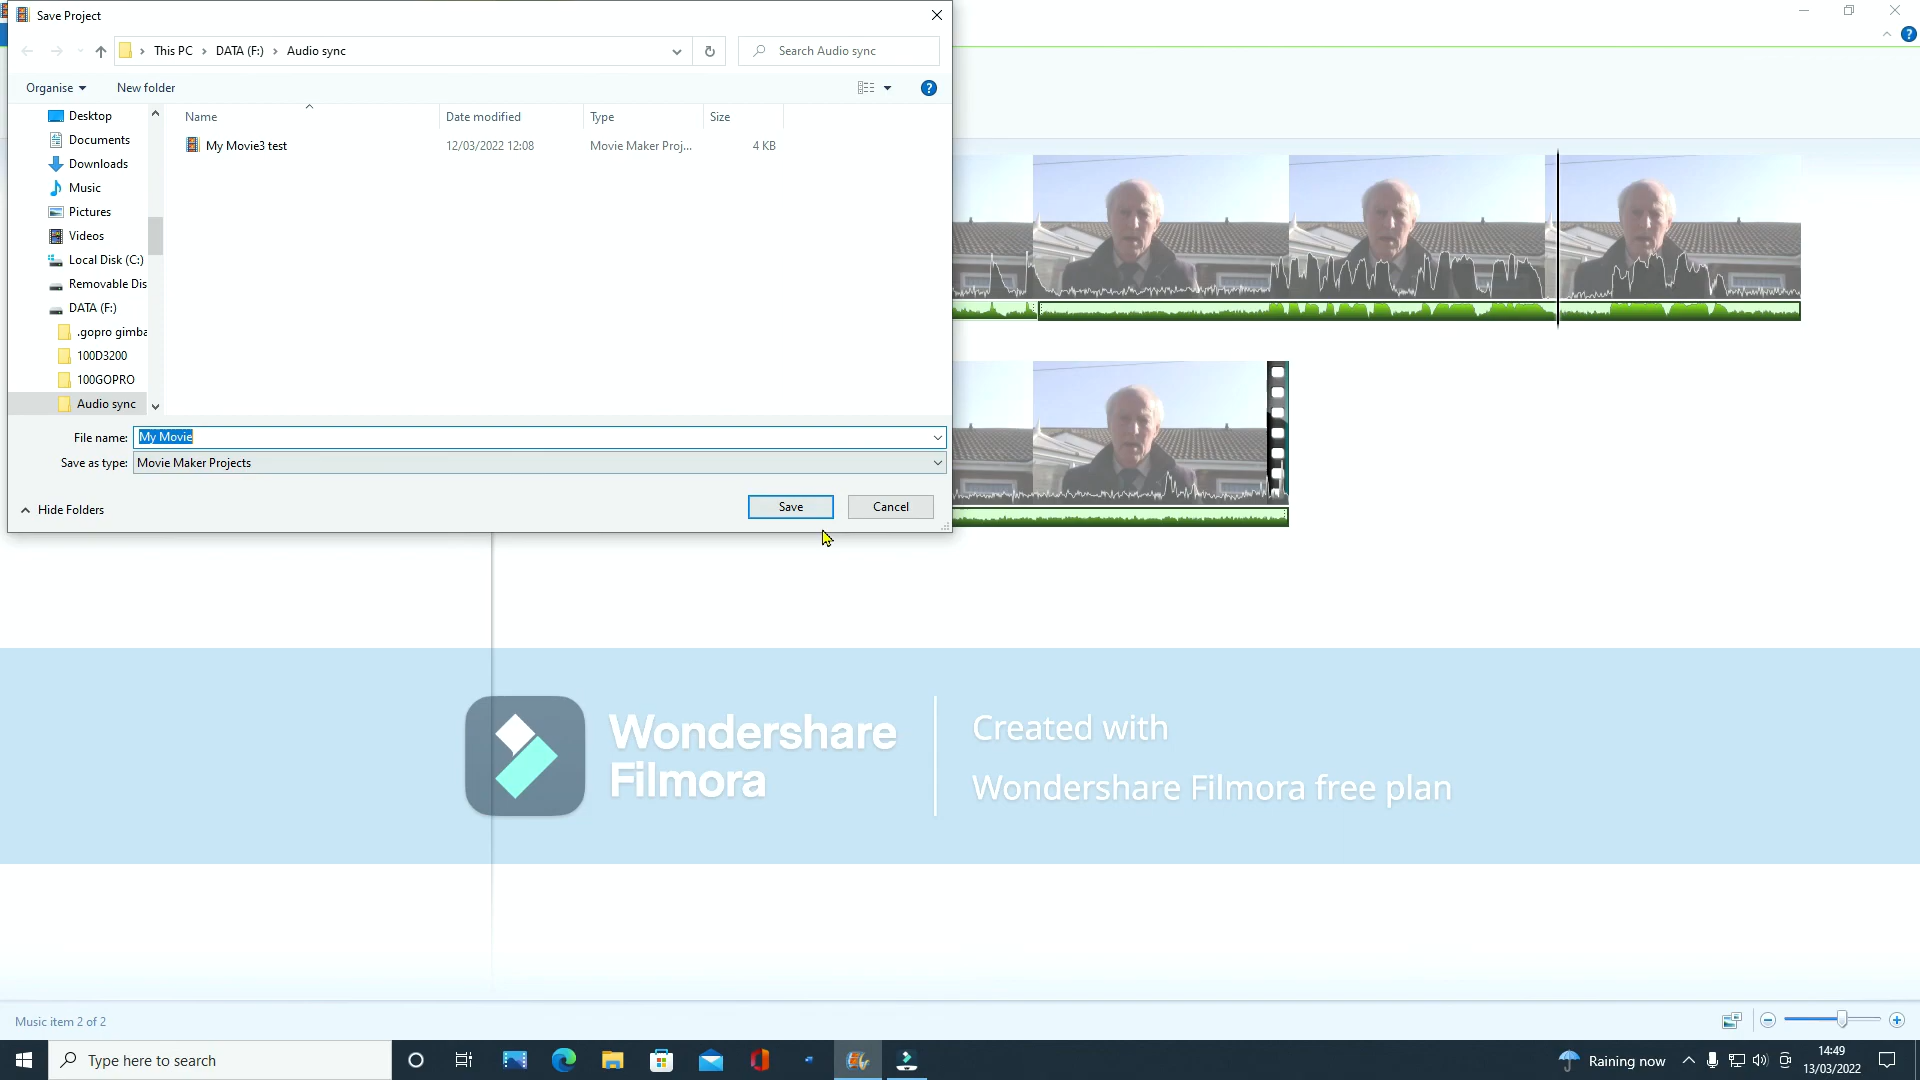 Save Project
This PC > DATA (F:) > Audio sync
Search Audio sync
Organise
New folder
Desktop
Documents
Downloads
Music
Pictures
Videos
Local Disk (C:)
Removable Dis
DATA (F:)
.gopro gimba
100D3200
100GOPRO
Audio sync
Name Date modified Type Size
My Movie3 test 12/03/2022 12:08 Movie Maker Proj... 4 KB
File name: My Movie
Save as type: Movie Maker Projects
Hide Folders
Save
Cancel
Wondershare
Filmora
Created with
Wondershare Filmora free plan
Music item 2 of 2
Type here to search
Raining now
14:49
13/03/2022